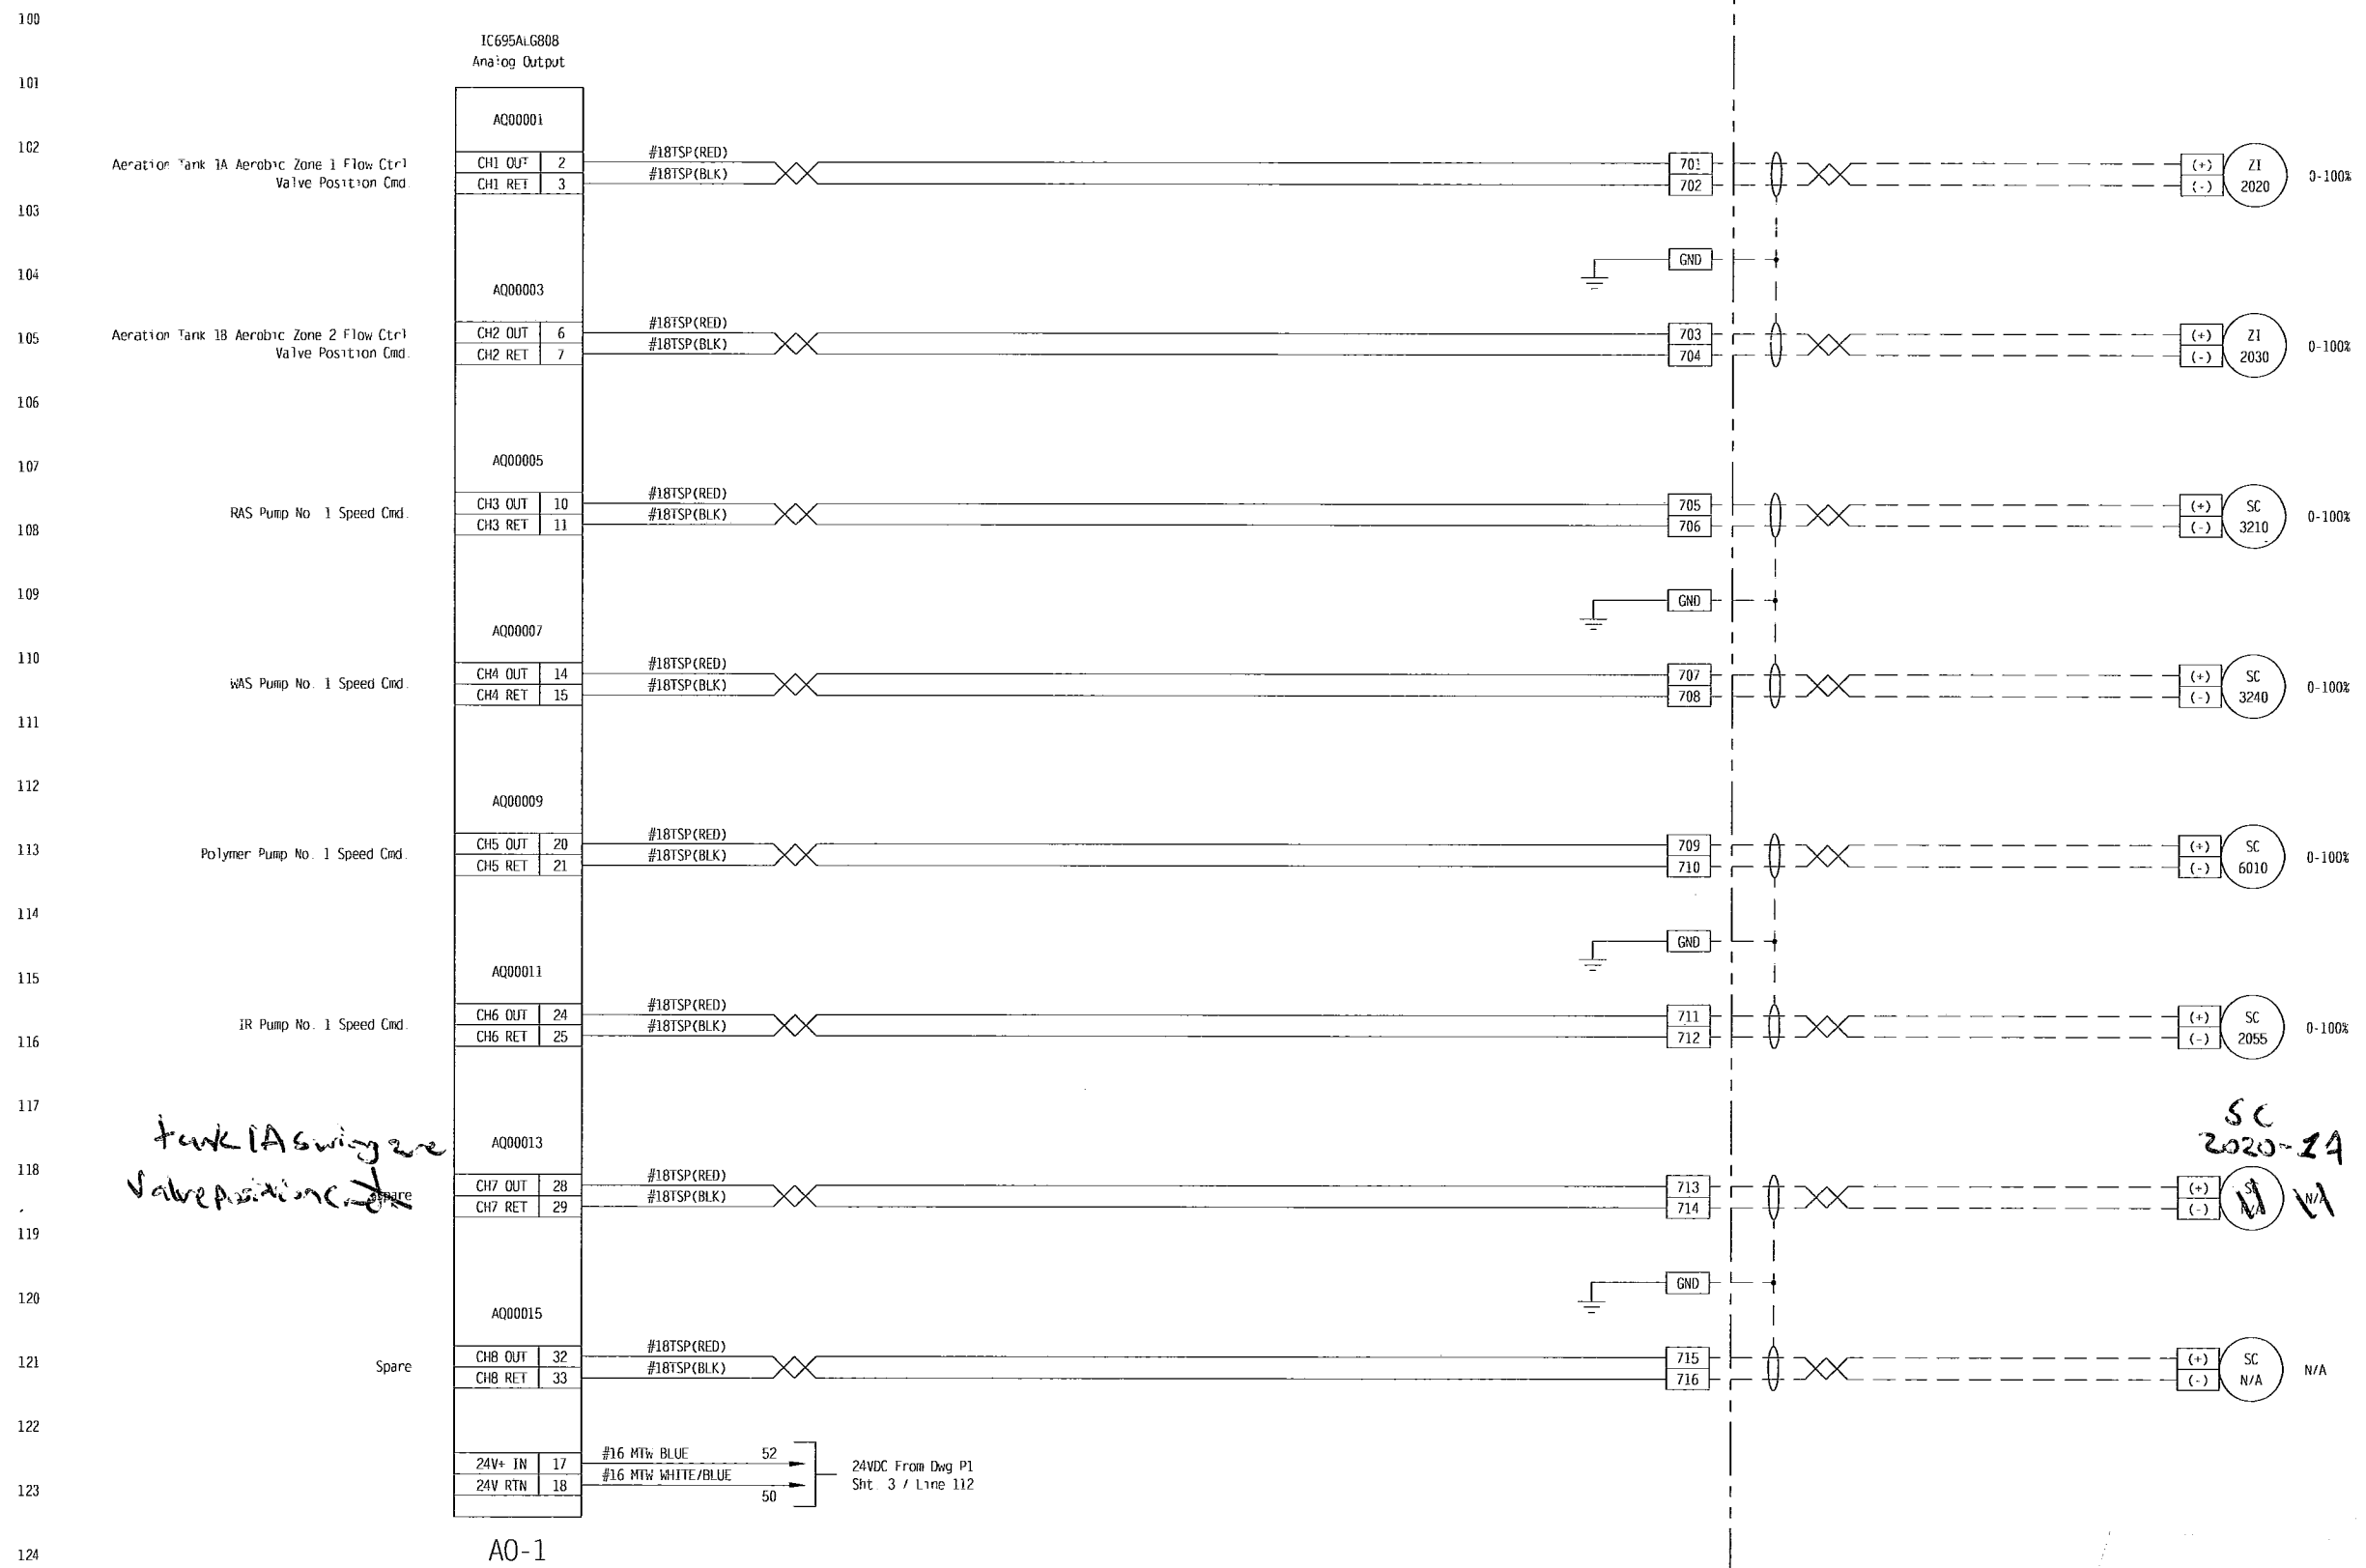 100
IC695ALG808
Analog Output
101
AQ00001
102
Aeration Tank 1A Aerobic Zone 1 Flow Ctrl
Valve Position Cmd.
CH1 OUT 2
CH1 RET 3
#18TSP(RED)
#18TSP(BLK)
701
702
(+)
(-)
ZI
2020
0-100%
103
104
GND
AQ00003
105
Aeration Tank 1B Aerobic Zone 2 Flow Ctrl
Valve Position Cmd.
CH2 OUT 6
CH2 RET 7
#18TSP(RED)
#18TSP(BLK)
703
704
(+)
(-)
ZI
2030
0-100%
106
107
AQ00005
RAS Pump No. 1 Speed Cmd.
CH3 OUT 10
CH3 RET 11
#18TSP(RED)
#18TSP(BLK)
705
706
(+)
(-)
SC
3210
0-100%
108
109
GND
AQ00007
110
WAS Pump No. 1 Speed Cmd.
CH4 OUT 14
CH4 RET 15
#18TSP(RED)
#18TSP(BLK)
707
708
(+)
(-)
SC
3240
0-100%
111
112
AQ00009
113
Polymer Pump No. 1 Speed Cmd.
CH5 OUT 20
CH5 RET 21
#18TSP(RED)
#18TSP(BLK)
709
710
(+)
(-)
SC
6010
0-100%
114
GND
115
AQ00011
IR Pump No. 1 Speed Cmd.
CH6 OUT 24
CH6 RET 25
#18TSP(RED)
#18TSP(BLK)
711
712
(+)
(-)
SC
2055
0-100%
116
117
tank 1A swing
AQ00013
SC
2020-1A
118
Valve position
Spare
CH7 OUT 28
CH7 RET 29
#18TSP(RED)
#18TSP(BLK)
713
714
(+)
(-)
SC
N/A
119
GND
120
AQ00015
121
Spare
CH8 OUT 32
CH8 RET 33
#18TSP(RED)
#18TSP(BLK)
715
716
(+)
(-)
SC
N/A
N/A
122
24V+ IN 17
24V RTN 18
#16 MTW BLUE 52
#16 MTW WHITE/BLUE
50
24VDC From Dwg P1
Sht. 3 / Line 112
123
AO-1
124